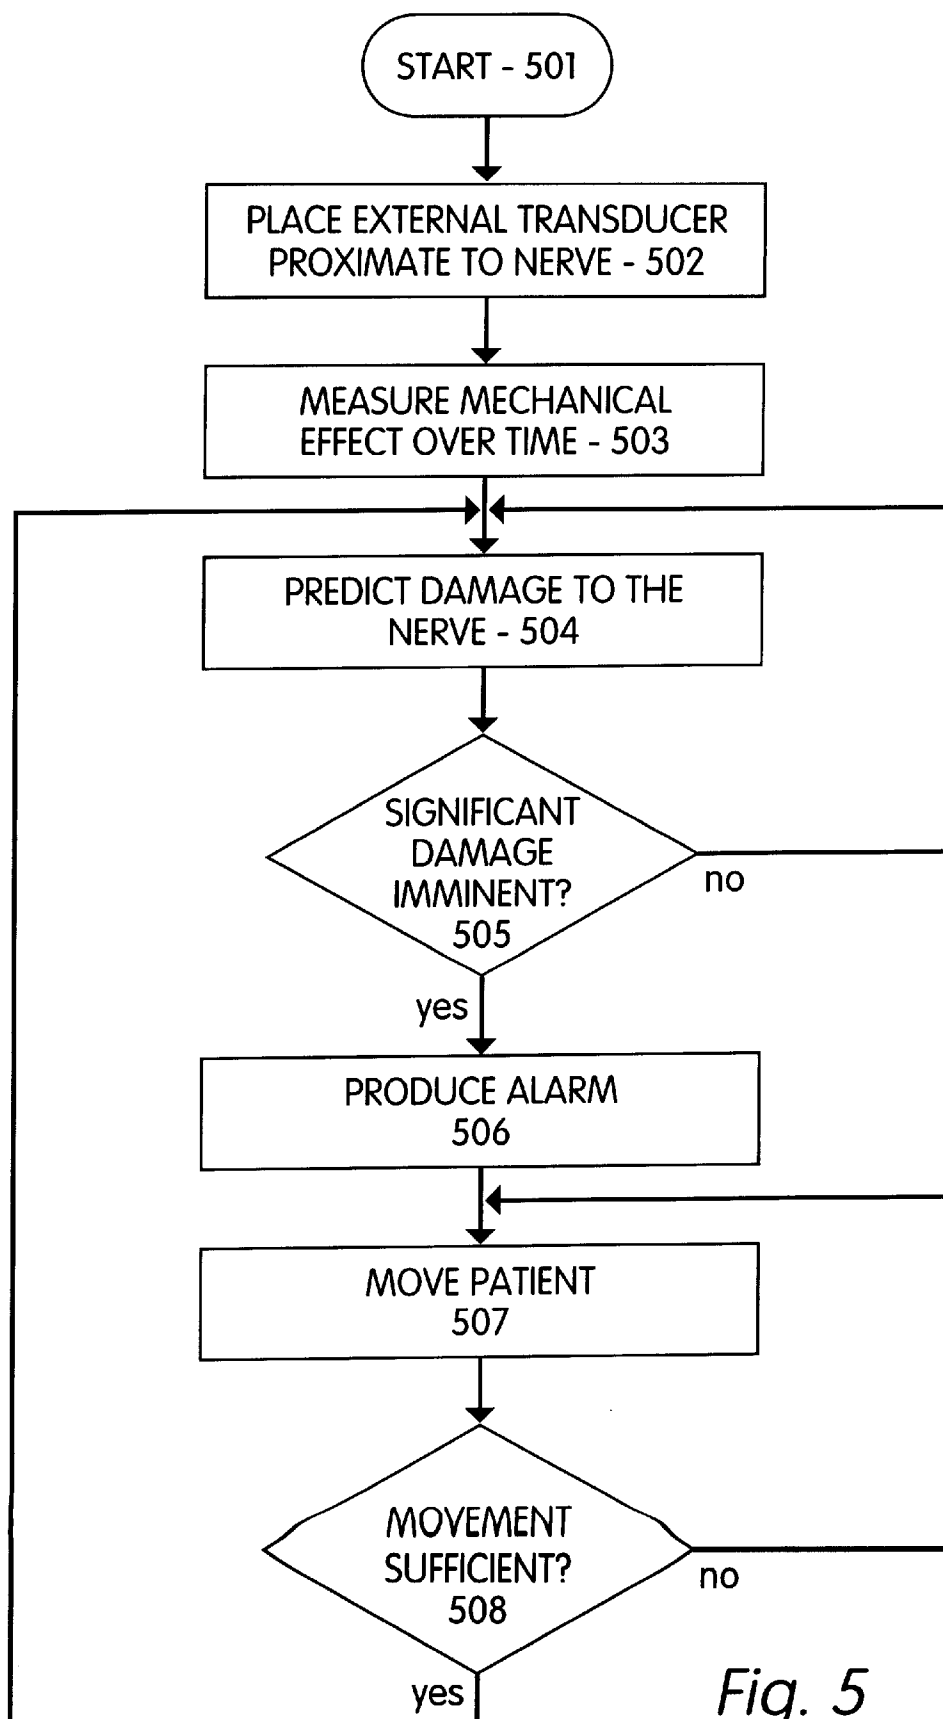 START - 501
PLACE EXTERNAL TRANSDUCER
PROXIMATE TO NERVE - 502
MEASURE MECHANICAL
EFFECT OVER TIME - 503
PREDICT DAMAGE TO THE
NERVE - 504
SIGNIFICANT
DAMAGE
IMMINENT?
505
no
yes
PRODUCE ALARM
506
MOVE PATIENT
507
MOVEMENT
SUFFICIENT?
508
no
yes
Fig. 5